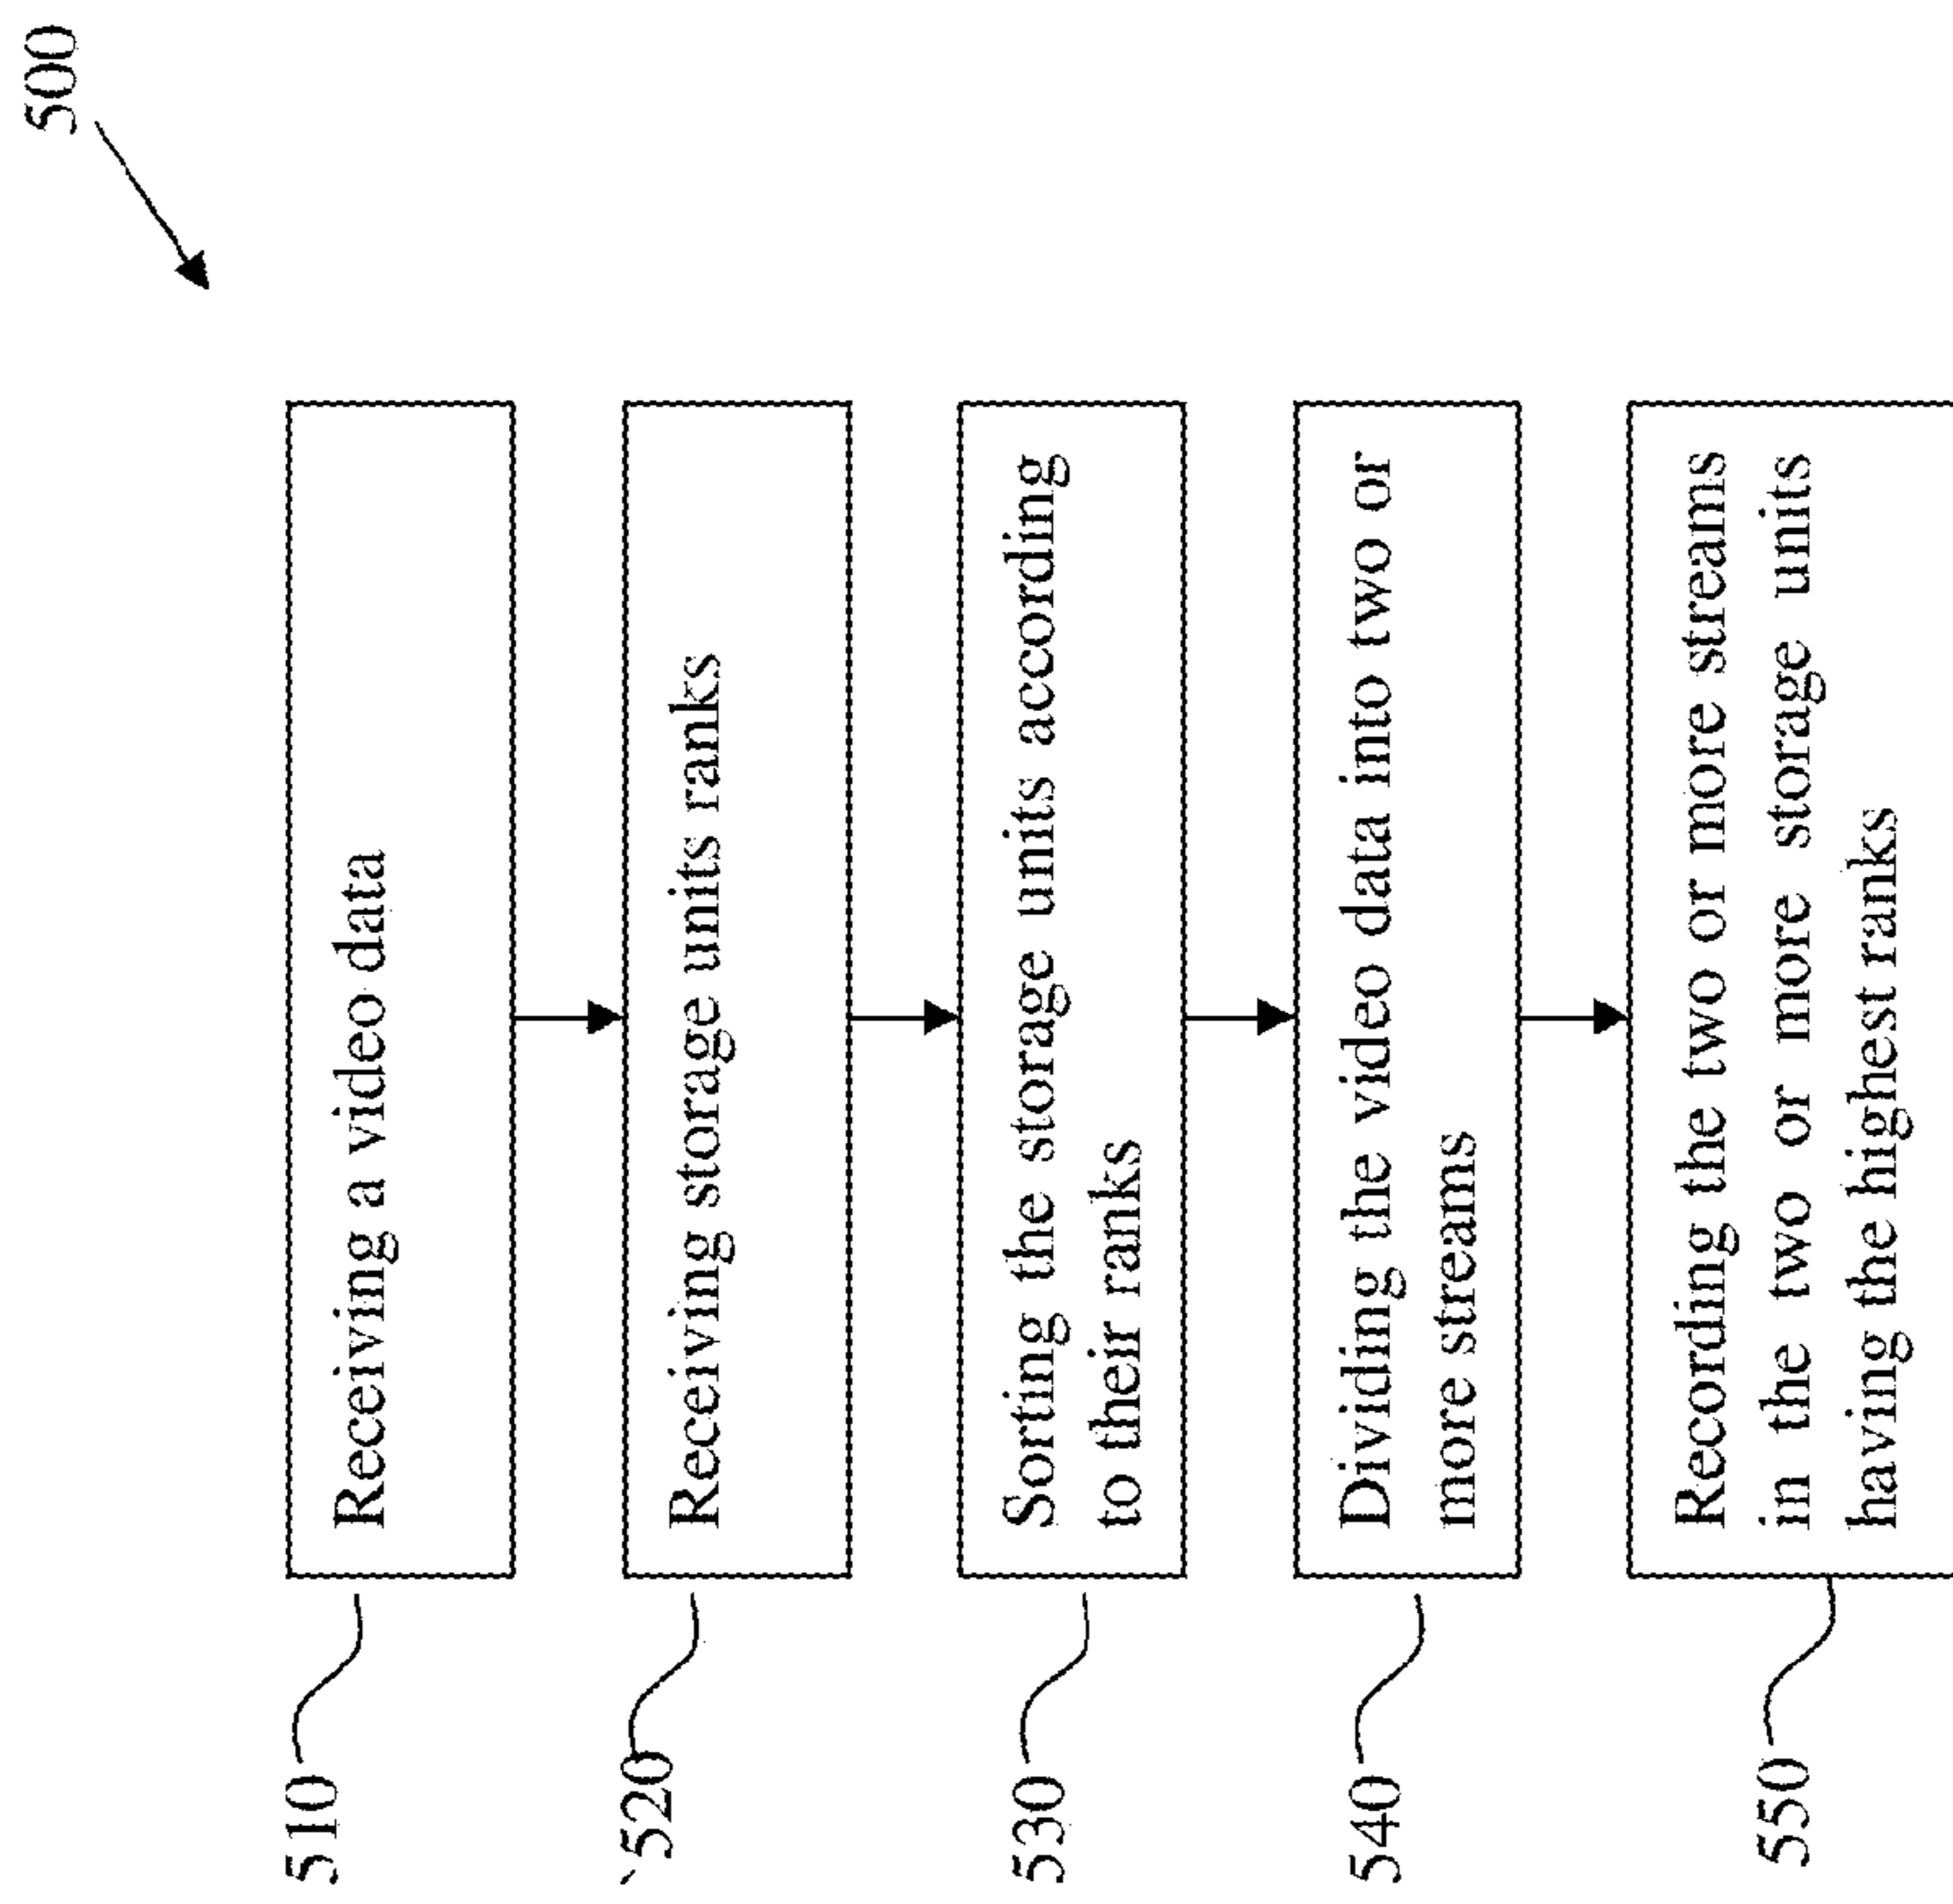 500
510
Receiving a video data
`520
Receiving storage units ranks
530
Sorting the storage units according
to their ranks
540
Dividing the video data into two or
more streams
550
Recording the two or more streams
in the two or more storage units
having the highest ranks